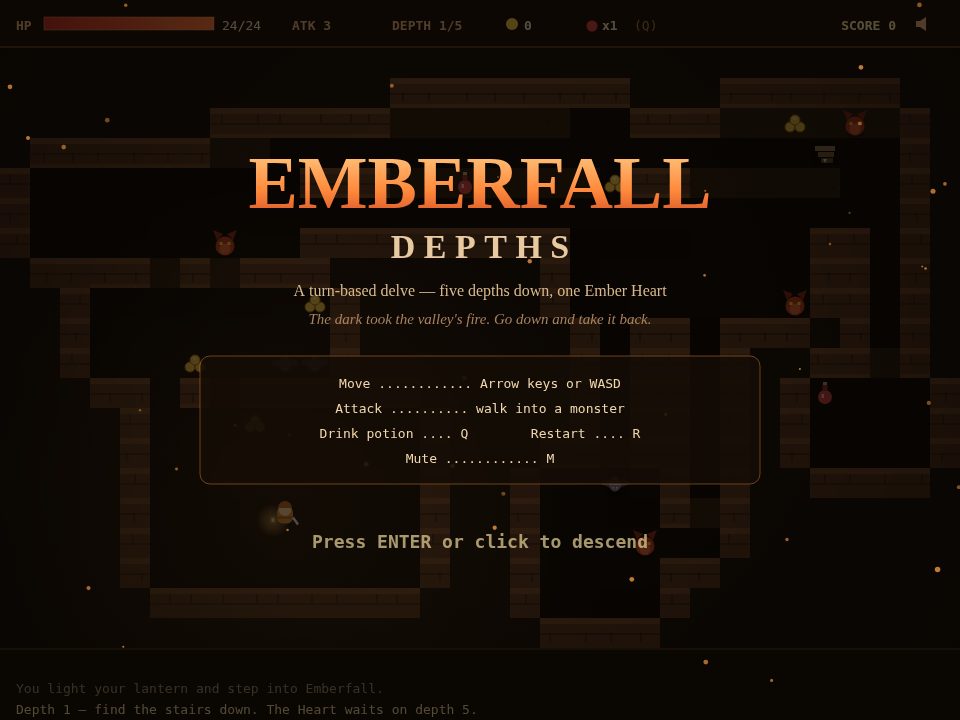 HP 24/24 ATK 3 DEPTH 1/5 0 x1 (Q) SCORE 0
EMBERFALL
DEPTHS
A turn-based delve — five depths down, one Ember Heart
The dark took the valley's fire. Go down and take it back.
Move ............ Arrow keys or WASD
Attack .......... walk into a monster
Drink potion .... Q Restart .... R
Mute ............ M
Press ENTER or click to descend
You light your lantern and step into Emberfall.
Depth 1 — find the stairs down. The Heart waits on depth 5.